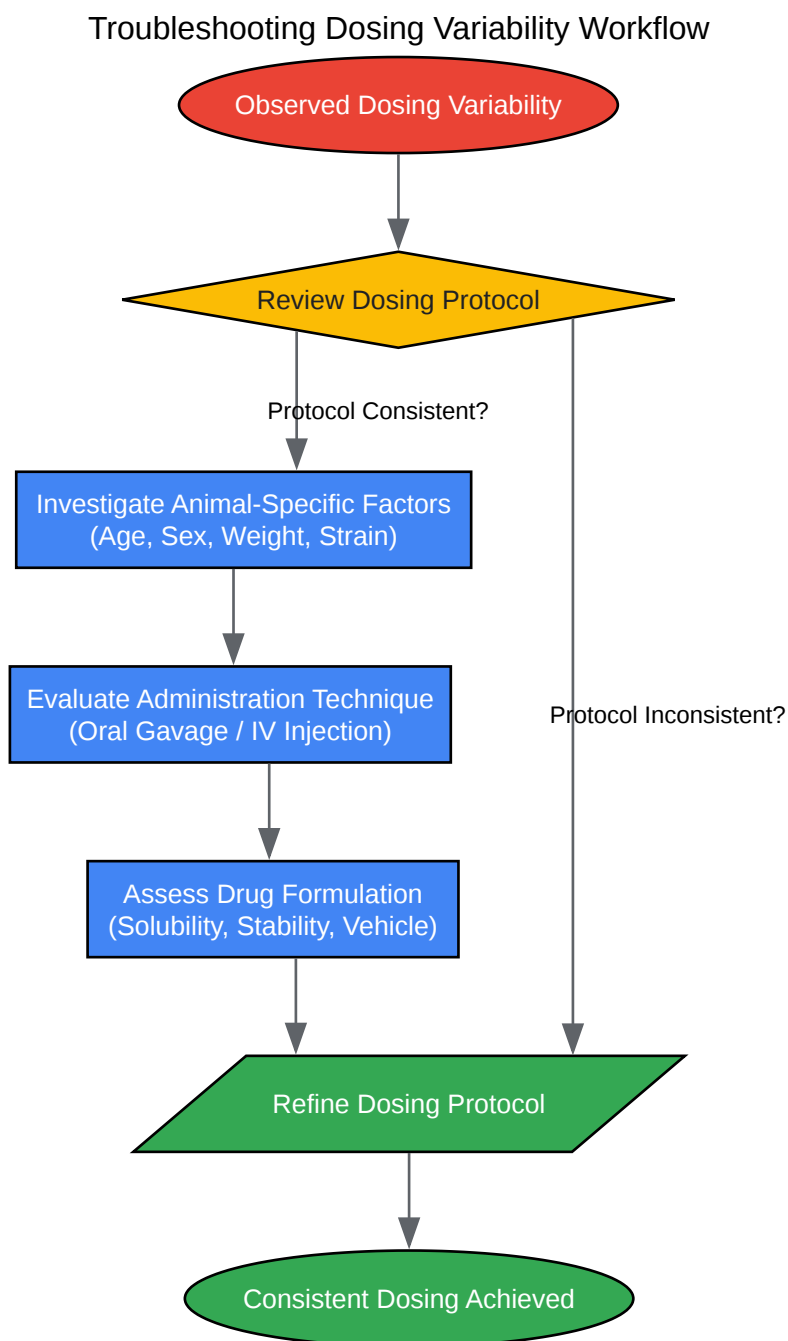 Troubleshooting Dosing Variability Workflow
Observed Dosing Variability
Review Dosing Protocol
Protocol Consistent?
Investigate Animal-Specific Factors
(Age, Sex, Weight, Strain)
Evaluate Administration Technique
(Oral Gavage / IV Injection)
Protocol Inconsistent?
Assess Drug Formulation
(Solubility, Stability, Vehicle)
Refine Dosing Protocol
Consistent Dosing Achieved